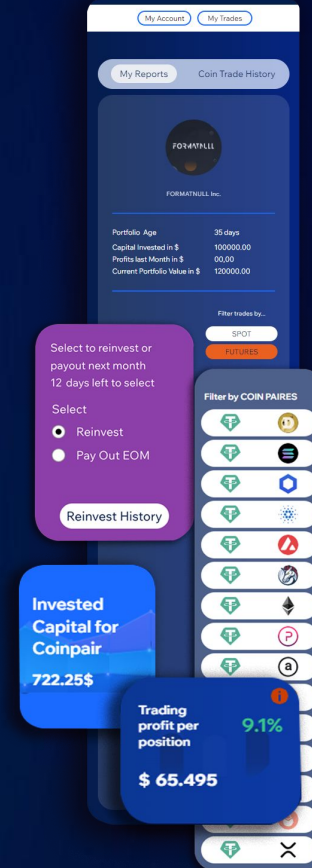 My Account My Trades
My Reports Coin Trade History
FORMATNULL
FORMATNULL Inc.
Portfolio Age 35 days
Capital Invested in $ 100000.00
Profits last Month in $ 00,00
Current Portfolio Value in $ 120000.00
Filter trades by...
SPOT
FUTURES
Select to reinvest or
payout next month
12 days left to select
Select
Reinvest
Pay Out EOM
Reinvest History
Filter by COIN PAIRES
Invested
Capital for
Coinpair
722.25$
Trading
profit per
position
9.1%
$ 65.495